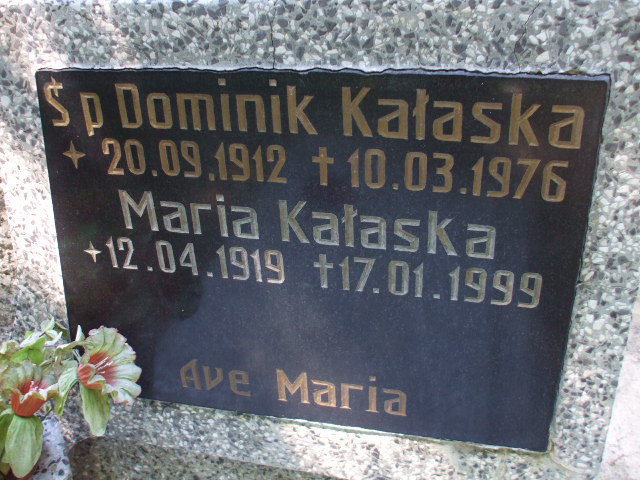 Ś p Dominik Kałaska
20.09.1912 † 10.03.1976
Maria Kałaska
12.04.1919 † 17.01.1999
Ave Maria